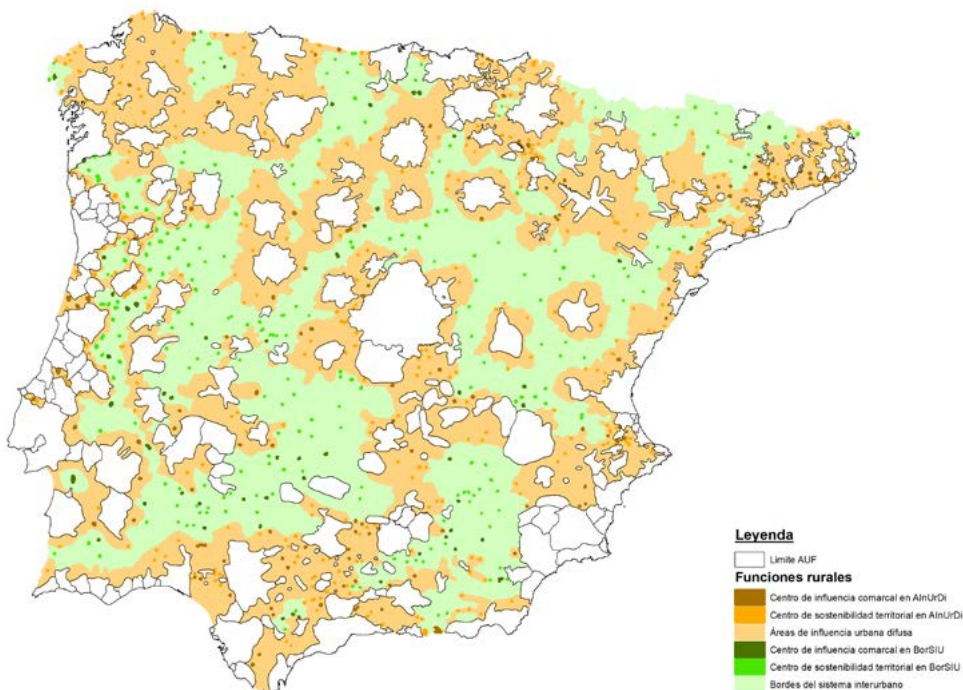 Leyenda
Limite AUF
Funciones rurales
Centro de influencia comarcal en AInUrDi
Centro de sostenibilidad territorial en AInUrDi
Áreas de influencia urbana difusa
Centro de influencia comarcal en BorSIU
Centro de sostenibilidad territorial en BorSIU
Bordes del sistema interurbano